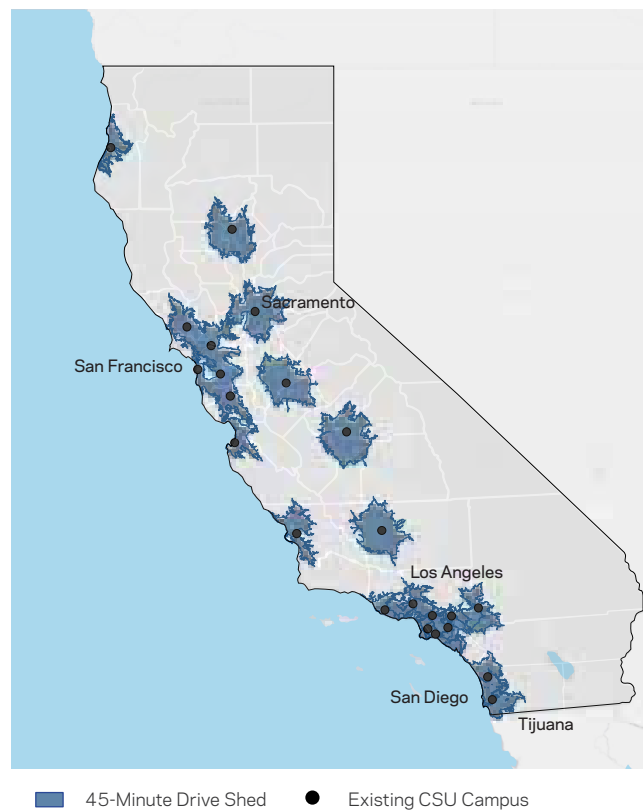 Sacramento
San Francisco
Los Angeles
San Diego
Tijuana
45-Minute Drive Shed
Existing CSU Campus